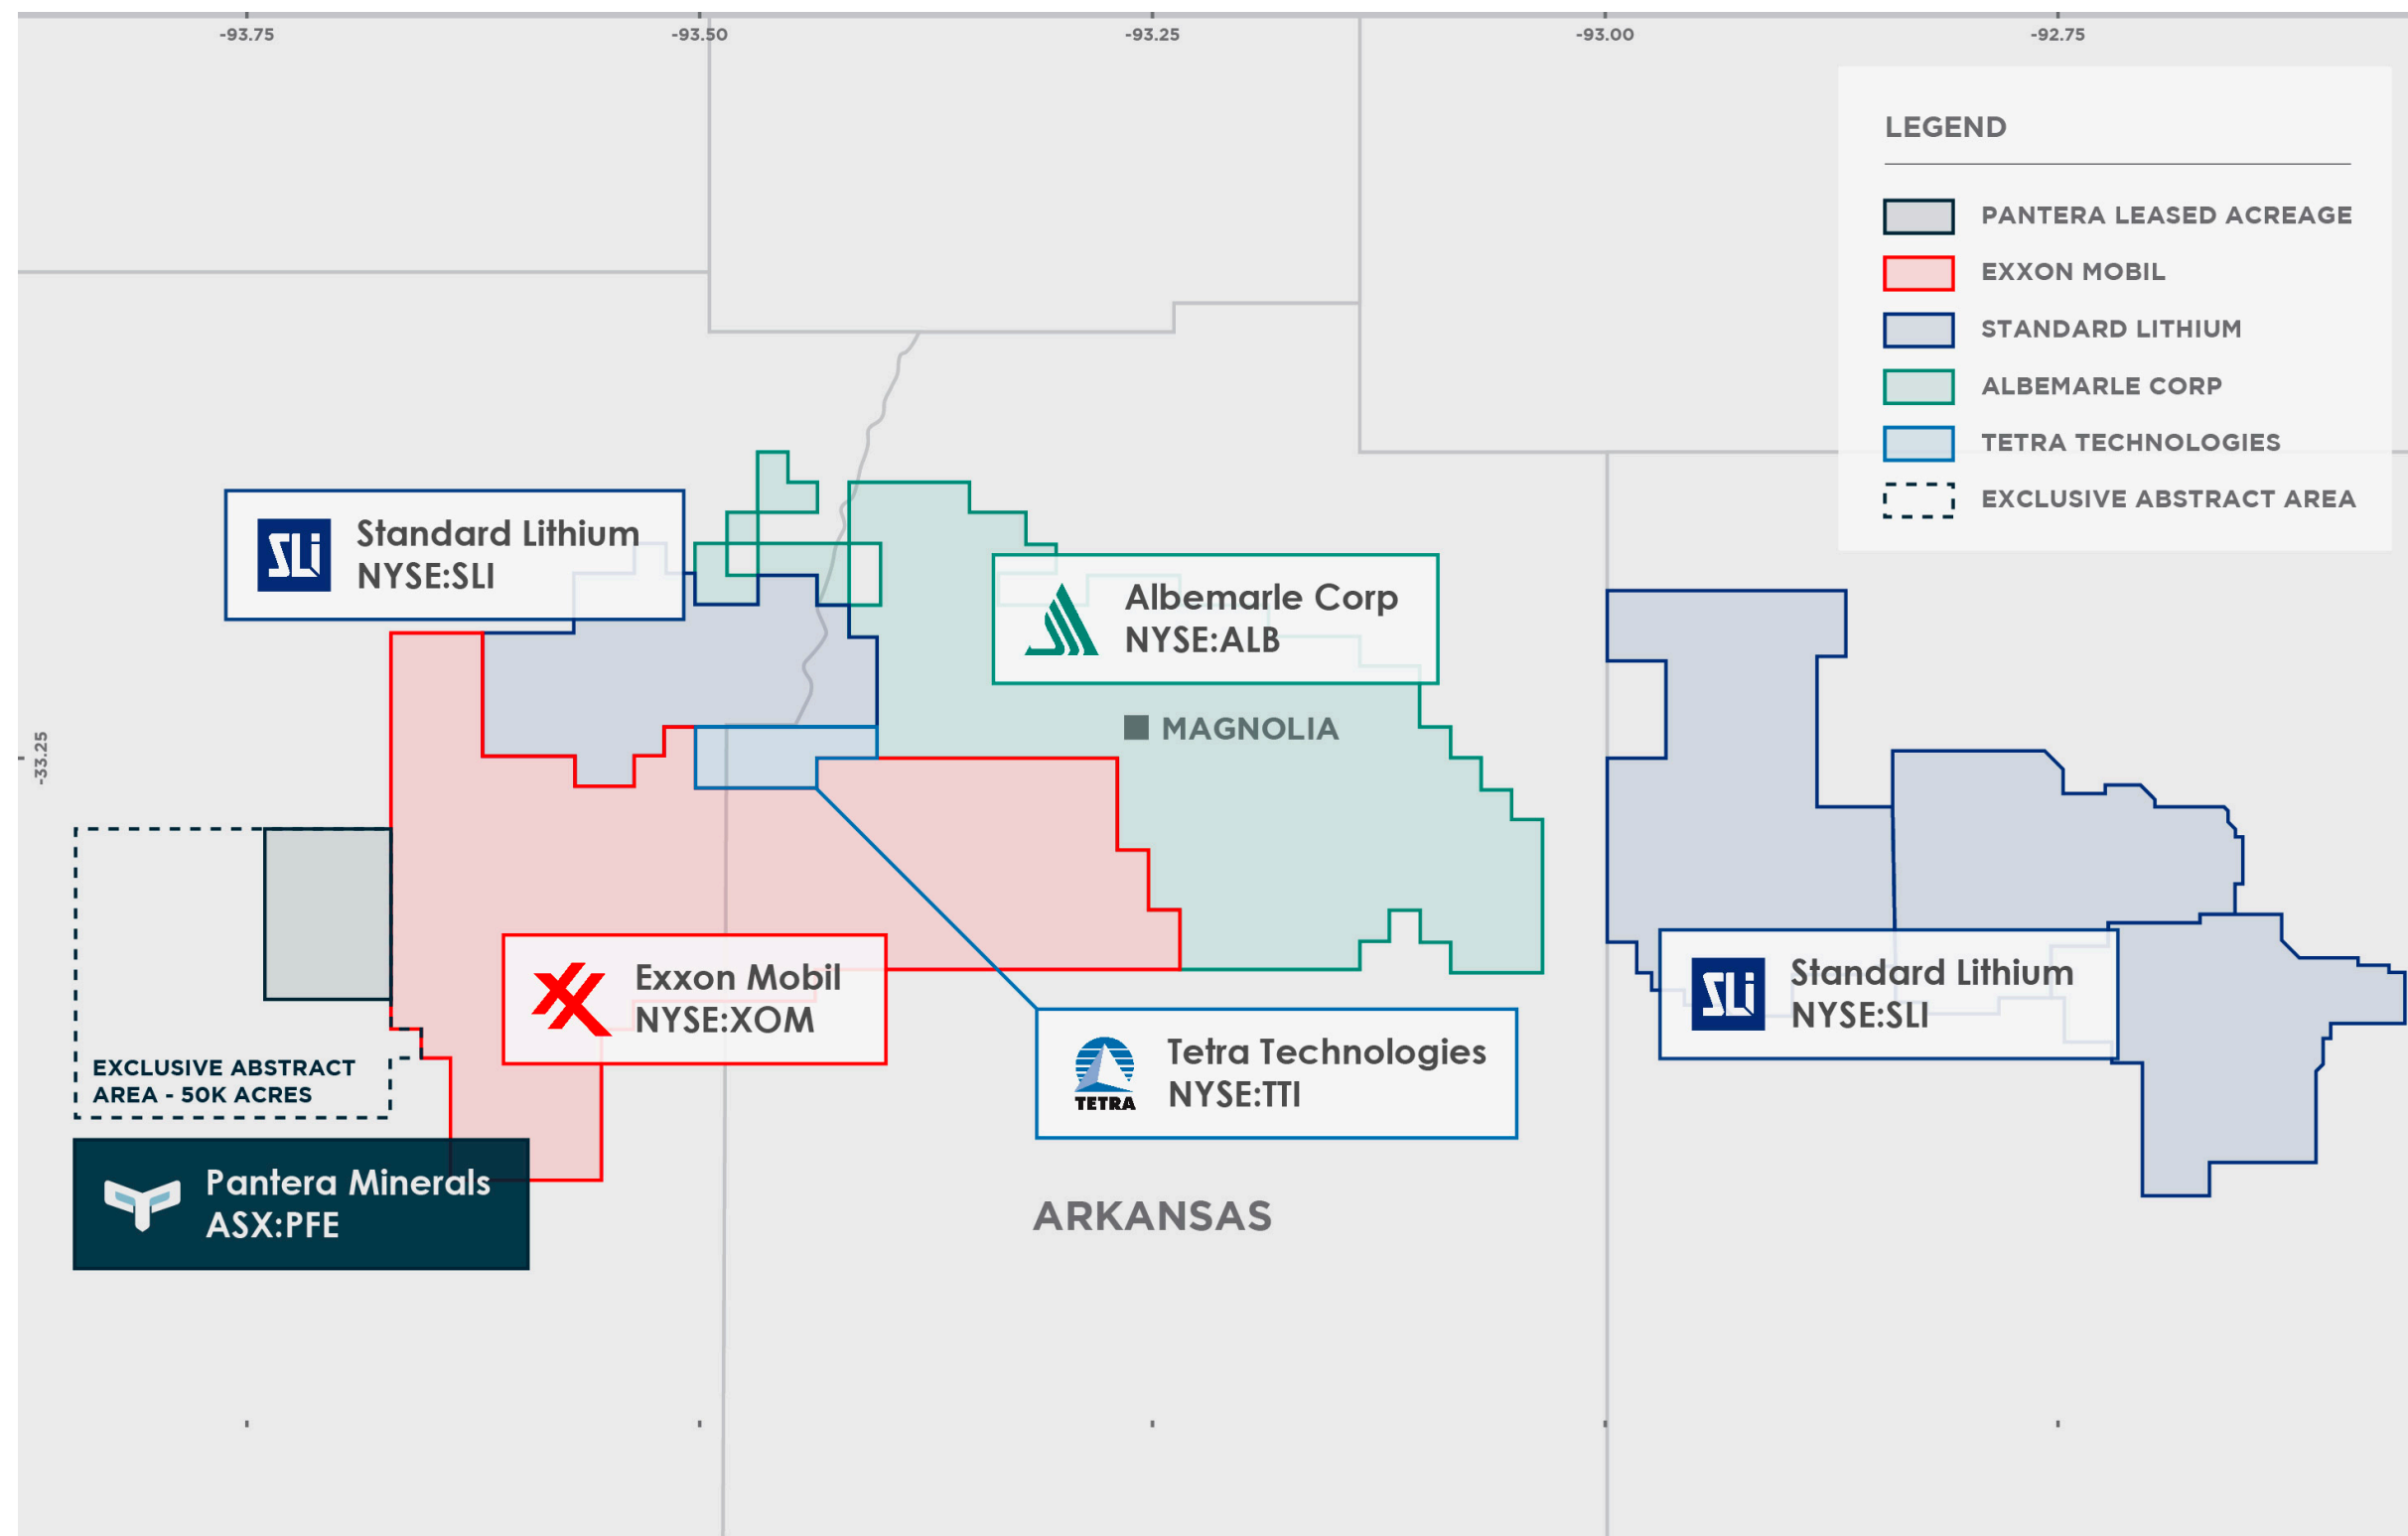 -93.75
-93.50
-93.25
-93.00
-92.75
LEGEND
PANTERA LEASED ACREAGE
EXXON MOBIL
STANDARD LITHIUM
ALBEMARLE CORP
TETRA TECHNOLOGIES
EXCLUSIVE ABSTRACT AREA
SLi
Standard Lithium
NYSE:SLI
Albemarle Corp
NYSE:ALB
MAGNOLIA
-33.25
Exxon Mobil
NYSE:XOM
SLi
Standard Lithium
NYSE:SLI
TETRA
Tetra Technologies
NYSE:TTI
EXCLUSIVE ABSTRACT
AREA - 50K ACRES
Pantera Minerals
ASX:PFE
ARKANSAS